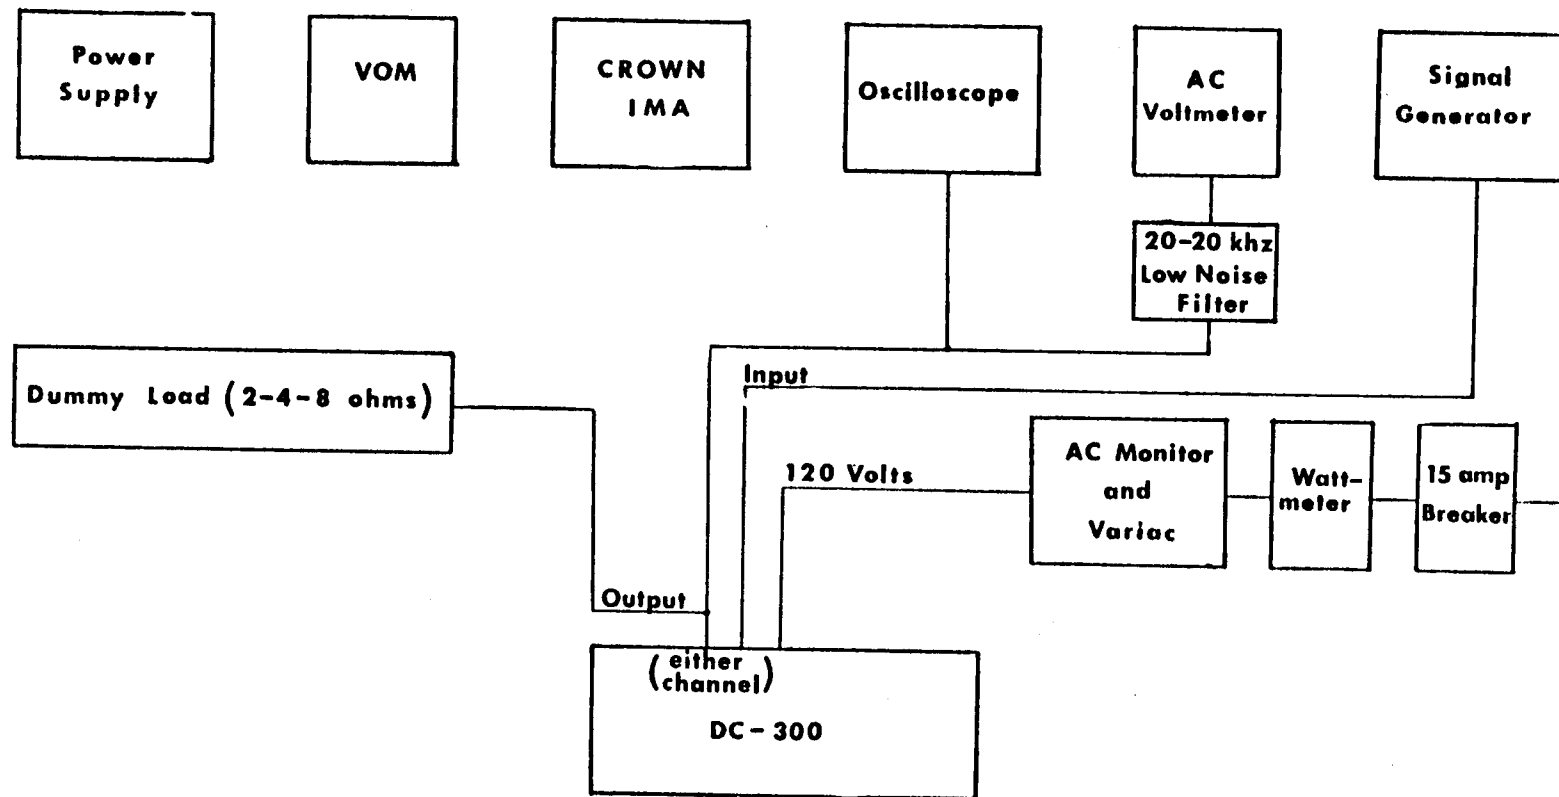 Power
Supply
VOM
CROWN
IMA
Oscilloscope
AC
Voltmeter
Signal
Generator
20-20 khz
Low Noise
Filter
Dummy Load (2-4-8 ohms)
Input
120 Volts
AC Monitor
and
Variac
Watt-
meter
15 amp
Breaker
Output
(either
channel)
DC-300